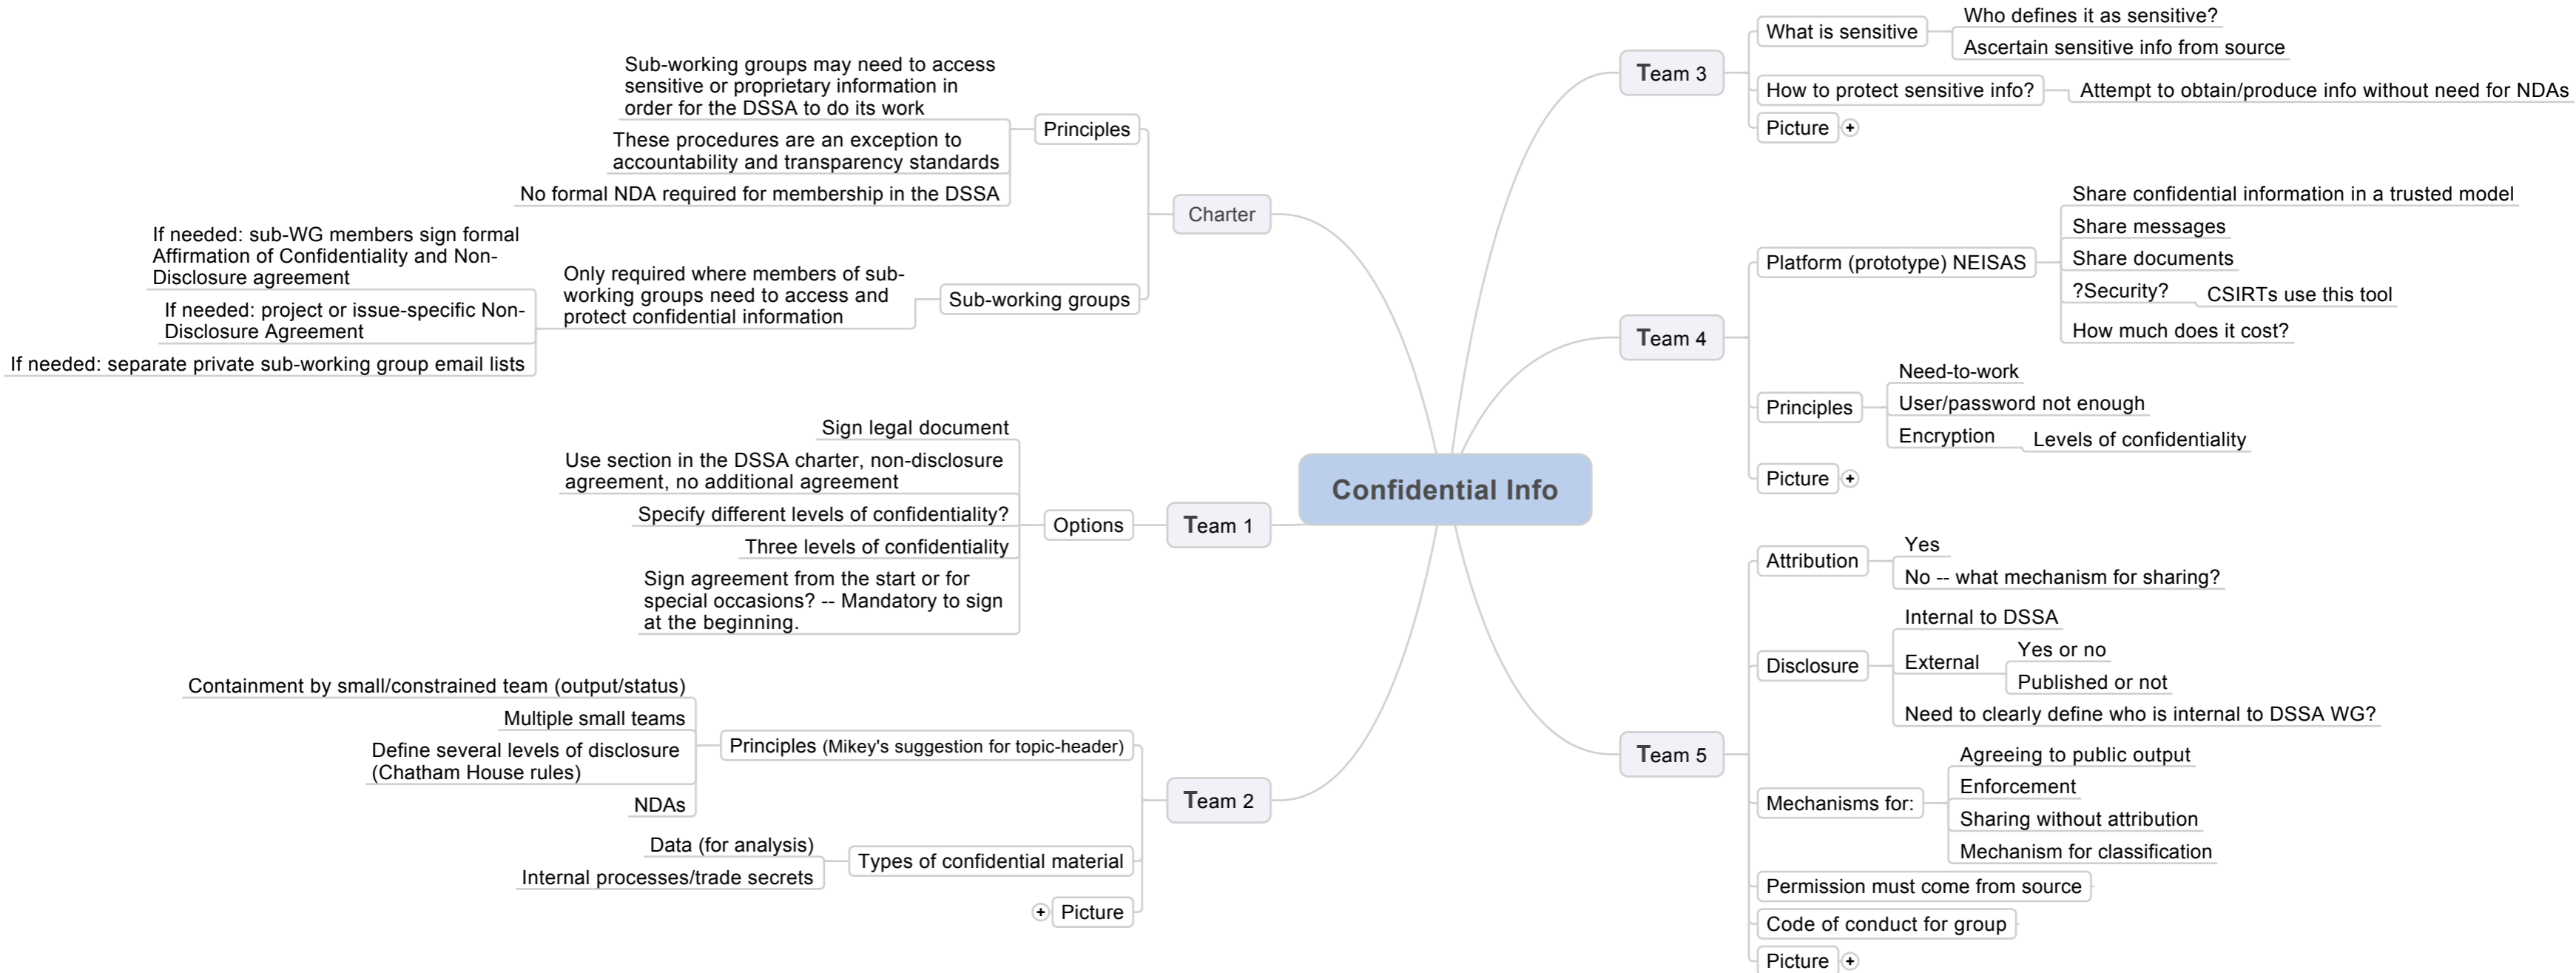 Confidential Info
Charter
Principles
Sub-working groups may need to access
sensitive or proprietary information in
order for the DSSA to do its work
These procedures are an exception to
accountability and transparency standards
No formal NDA required for membership in the DSSA
Sub-working groups
Only required where members of sub-
working groups need to access and
protect confidential information
If needed: sub-WG members sign formal
Affirmation of Confidentiality and Non-
Disclosure agreement
If needed: project or issue-specific Non-
Disclosure Agreement
If needed: separate private sub-working group email lists
Team 1
Options
Sign legal document
Use section in the DSSA charter, non-disclosure
agreement, no additional agreement
Specify different levels of confidentiality?
Three levels of confidentiality
Sign agreement from the start or for
special occasions? -- Mandatory to sign
at the beginning.
Team 2
Principles (Mikey's suggestion for topic-header)
Containment by small/constrained team (output/status)
Multiple small teams
Define several levels of disclosure
(Chatham House rules)
NDAs
Types of confidential material
Data (for analysis)
Internal processes/trade secrets
Picture
Team 3
What is sensitive
Who defines it as sensitive?
Ascertain sensitive info from source
How to protect sensitive info?
Attempt to obtain/produce info without need for NDAs
Picture
Team 4
Platform (prototype) NEISAS
Share confidential information in a trusted model
Share messages
Share documents
?Security?
CSIRTs use this tool
How much does it cost?
Principles
Need-to-work
User/password not enough
Encryption
Levels of confidentiality
Picture
Team 5
Attribution
Yes
No -- what mechanism for sharing?
Disclosure
Internal to DSSA
External
Yes or no
Published or not
Need to clearly define who is internal to DSSA WG?
Mechanisms for:
Agreeing to public output
Enforcement
Sharing without attribution
Mechanism for classification
Permission must come from source
Code of conduct for group
Picture